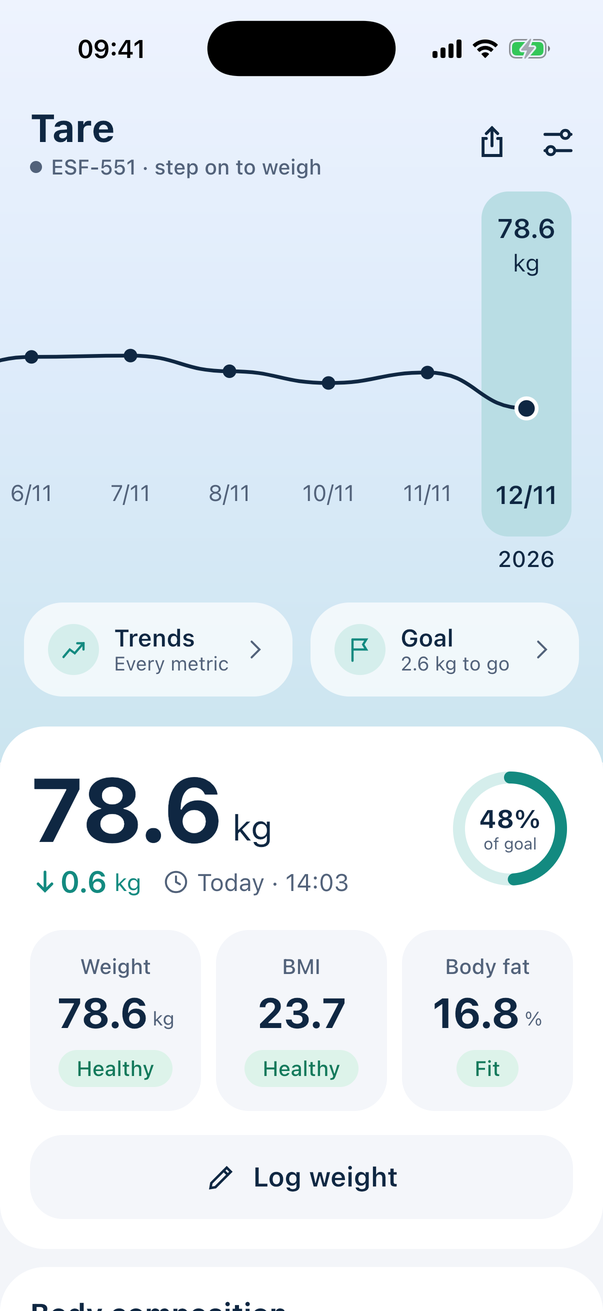 09:41
Tare
ESF-551 · step on to weigh
78.6
kg
6/11 7/11 8/11 10/11 11/11 12/11
2026
Trends
Every metric
Goal
2.6 kg to go
78.6 kg
48%
of goal
↓ 0.6 kg Today · 14:03
Weight
78.6 kg
Healthy
BMI
23.7
Healthy
Body fat
16.8 %
Fit
Log weight
Body composition